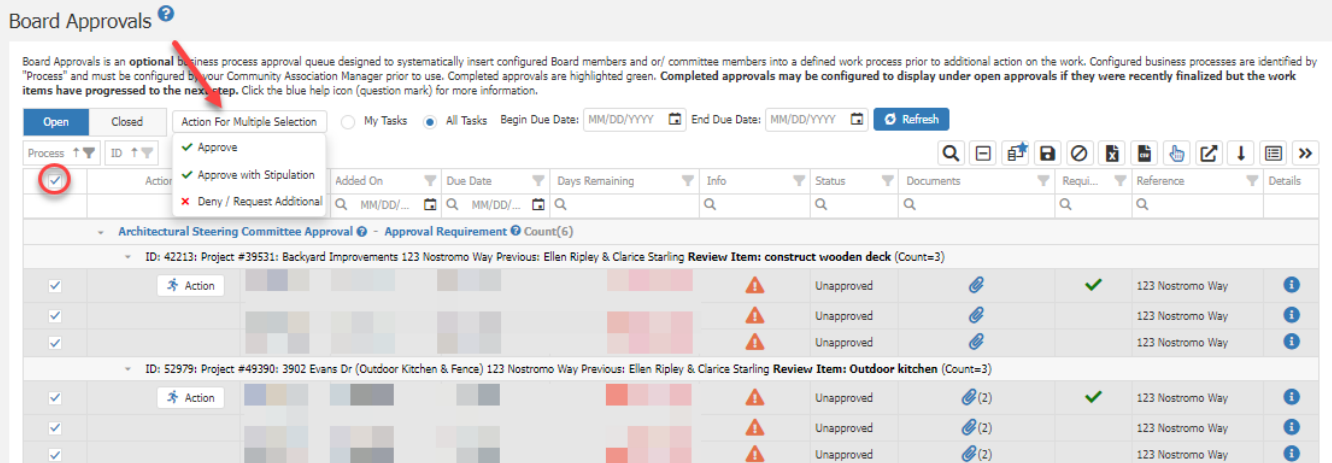 Board Approvals ?
Board Approvals is an optional business process approval queue designed to systematically insert configured Board members and or/ committee members into a defined work process prior to additional action on the work. Configured business processes are identified by
"Process" and must be configured by your Community Association Manager prior to use. Completed approvals are highlighted green. Completed approvals may be configured to display under open approvals if they were recently finalized but the work
items have progressed to the next step. Click the blue help icon (question mark) for more information.
Open Closed Action For Multiple Selection My Tasks All Tasks Begin Due Date: MM/DD/YYYY End Due Date: MM/DD/YYYY Refresh
Approve
Process ID
Approve with Stipulation
Deny / Request Additional
Action Added On Due Date Days Remaining Info Status Documents Requi... Reference Details
MM/DD/... MM/DD/...
Architectural Steering Committee Approval ? - Approval Requirement ? Count(6)
ID: 42213: Project #39531: Backyard Improvements 123 Nostromo Way Previous: Ellen Ripley & Clarice Starling Review Item: construct wooden deck (Count=3)
Action Unapproved 123 Nostromo Way
Unapproved 123 Nostromo Way
Unapproved 123 Nostromo Way
ID: 52979: Project #49390: 3902 Evans Dr (Outdoor Kitchen & Fence) 123 Nostromo Way Previous: Ellen Ripley & Clarice Starling Review Item: Outdoor kitchen (Count=3)
Action Unapproved (2) 123 Nostromo Way
Unapproved (2) 123 Nostromo Way
Unapproved (2) 123 Nostromo Way